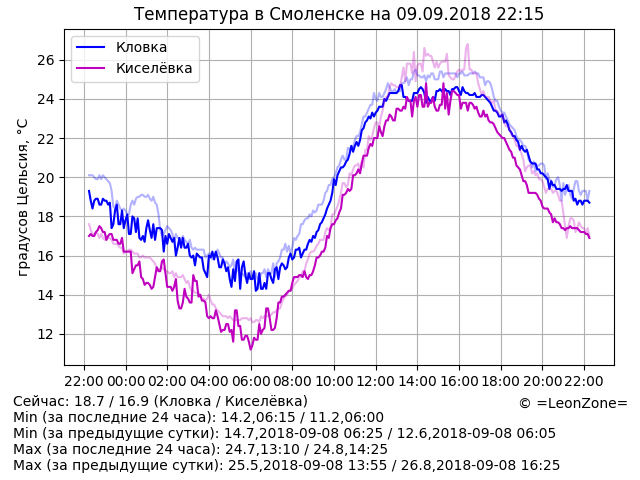 Температура в Смоленске на 09.09.2018 22:15
Кловка
Киселёвка
градусов Цельсия, °C
26
24
22
20
18
16
14
12
22:00 00:00 02:00 04:00 06:00 08:00 10:00 12:00 14:00 16:00 18:00 20:00 22:00
Сейчас: 18.7 / 16.9 (Кловка / Киселёвка)
© =LeonZone=
Min (за последние 24 часа): 14.2,06:15 / 11.2,06:00
Min (за предыдущие сутки): 14.7,2018-09-08 06:25 / 12.6,2018-09-08 06:05
Max (за последние 24 часа): 24.7,13:10 / 24.8,14:25
Max (за предыдущие сутки): 25.5,2018-09-08 13:55 / 26.8,2018-09-08 16:25